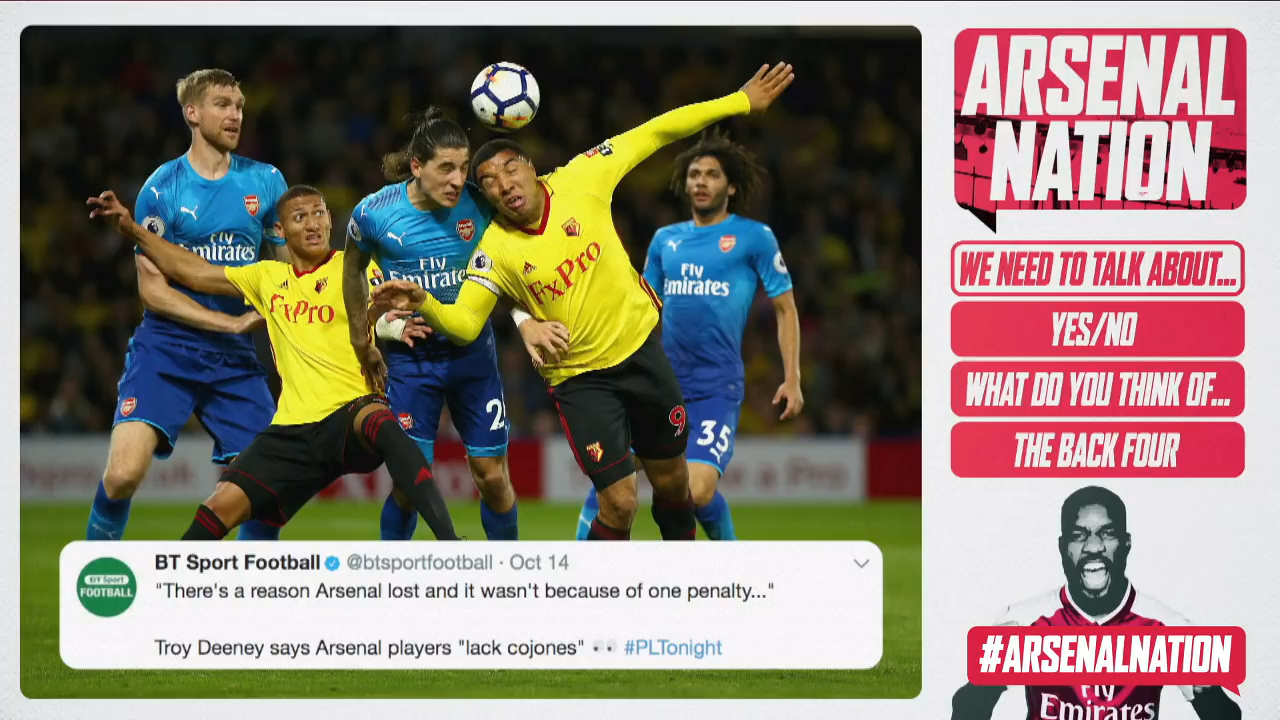 ARSENAL
NATION
WE NEED TO TALK ABOUT...
YES/NO
WHAT DO YOU THINK OF...
THE BACK FOUR
#ARSENALNATION
Fly
Emirates
Fly
Emirates
FxPro
Fly
Emirates
FxPro
Fly
Emirates
2
9
35
BT Sport
FOOTBALL
BT Sport Football @btsportfootball · Oct 14
"There's a reason Arsenal lost and it wasn't because of one penalty..."
Troy Deeney says Arsenal players "lack cojones" 👀 #PLTonight